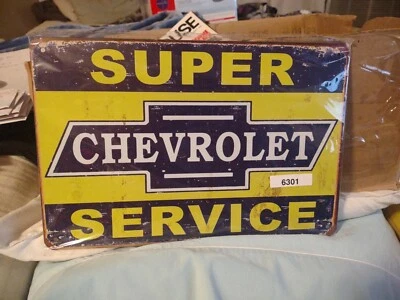 USE
SUPER
CHEVROLET
6301
SERVICE